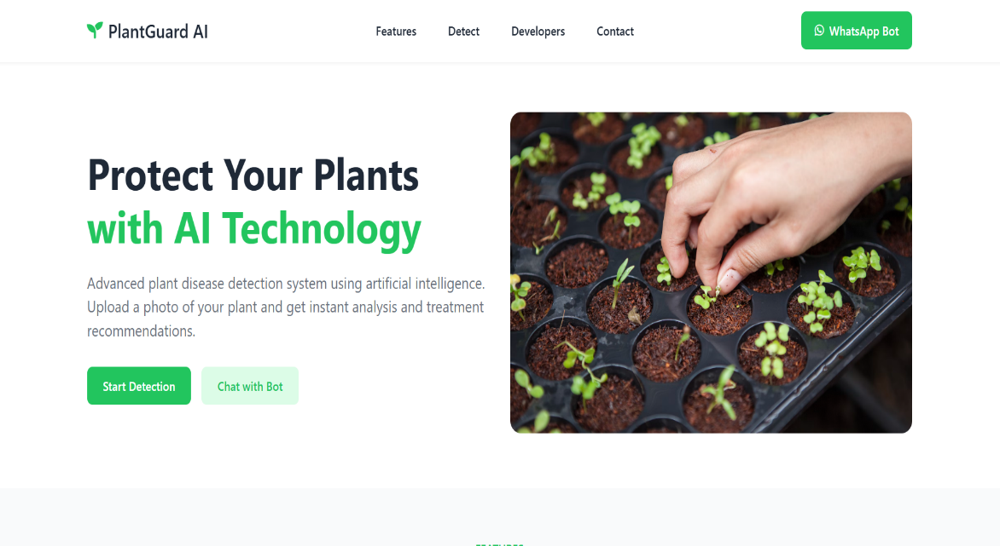 PlantGuard AI
Features
Detect
Developers
Contact
WhatsApp Bot
Protect Your Plants
with AI Technology
Advanced plant disease detection system using artificial intelligence.
Upload a photo of your plant and get instant analysis and treatment
recommendations.
Start Detection
Chat with Bot
FEATURES